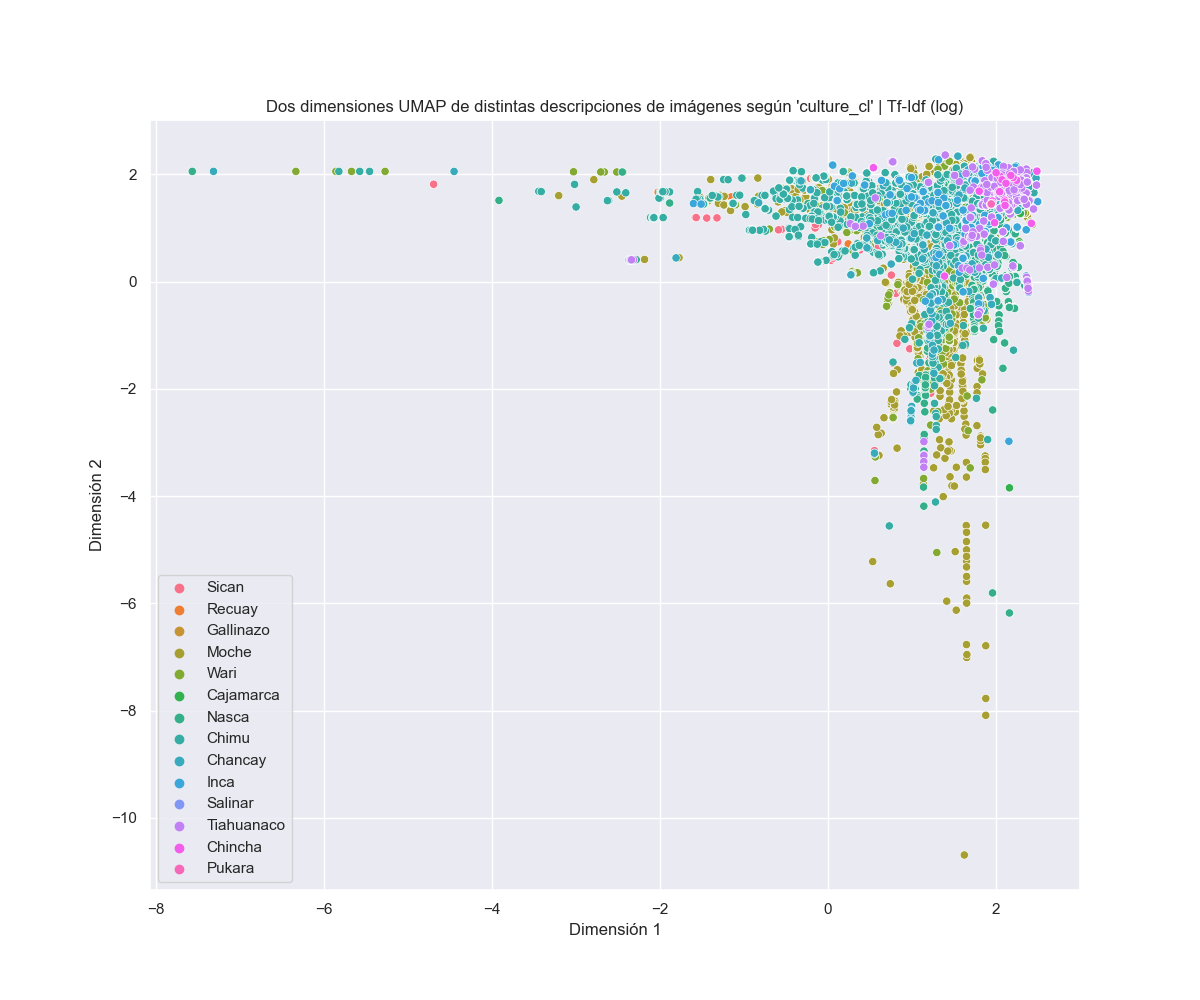 Dos dimensiones UMAP de distintas descripciones de imágenes según 'culture_cl' | Tf-Idf (log)
2
0
−2
−4
−6
−8
−10
Dimensión 2
Sican
Recuay
Gallinazo
Moche
Wari
Cajamarca
Nasca
Chimu
Chancay
Inca
Salinar
Tiahuanaco
Chincha
Pukara
−8 −6 −4 −2 0 2
Dimensión 1